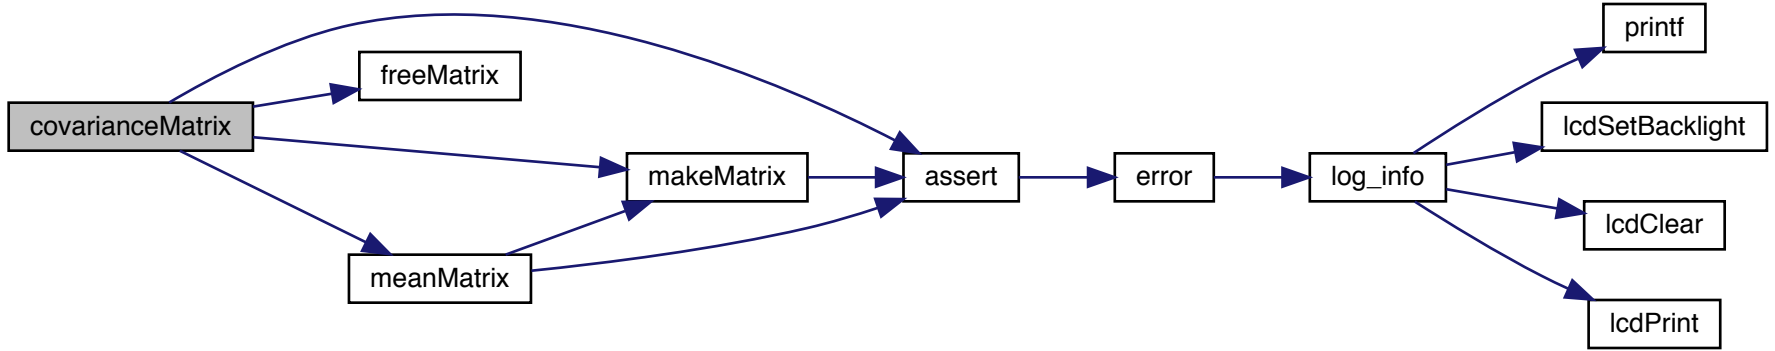 covarianceMatrix
freeMatrix
makeMatrix
meanMatrix
assert
error
log_info
printf
lcdSetBacklight
lcdClear
lcdPrint